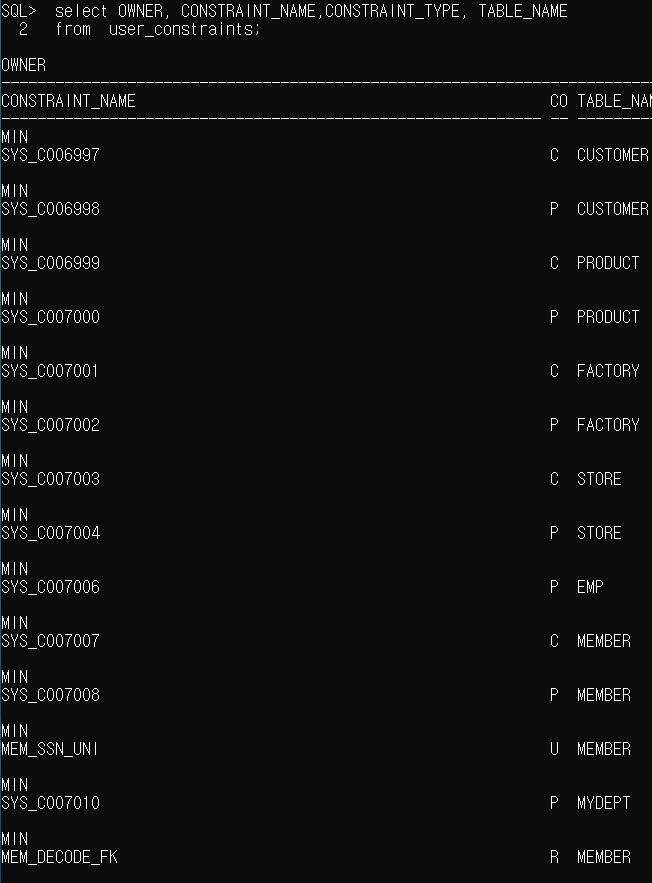 SQL>  select OWNER, CONSTRAINT_NAME,CONSTRAINT_TYPE, TABLE_NAME
  2   from  user_constraints;
OWNER
--------------------------------------------------------------------------------
CONSTRAINT_NAME                                              CO TABLE_NAM
------------------------------------------------------------ -- ---------
MIN
SYS_C006997                                                  C  CUSTOMER
MIN
SYS_C006998                                                  P  CUSTOMER
MIN
SYS_C006999                                                  C  PRODUCT
MIN
SYS_C007000                                                  P  PRODUCT
MIN
SYS_C007001                                                  C  FACTORY
MIN
SYS_C007002                                                  P  FACTORY
MIN
SYS_C007003                                                  C  STORE
MIN
SYS_C007004                                                  P  STORE
MIN
SYS_C007006                                                  P  EMP
MIN
SYS_C007007                                                  C  MEMBER
MIN
SYS_C007008                                                  P  MEMBER
MIN
MEM_SSN_UNI                                                  U  MEMBER
MIN
SYS_C007010                                                  P  MYDEPT
MIN
MEM_DECODE_FK                                                R  MEMBER